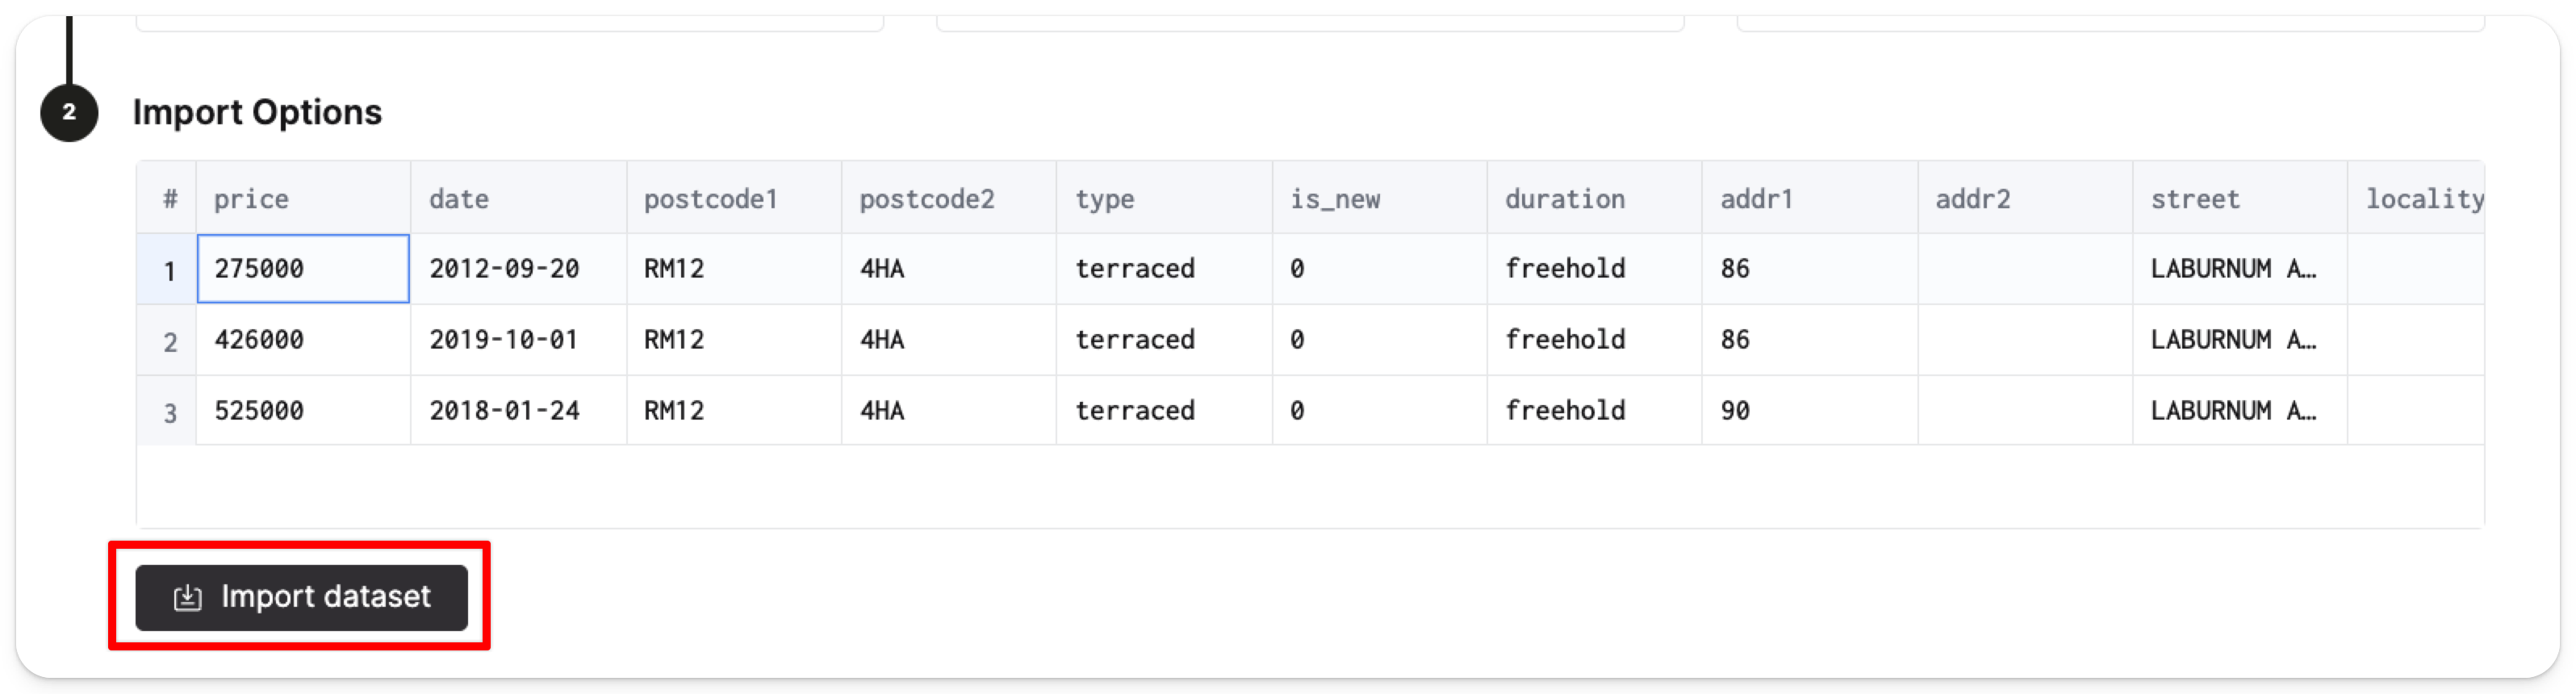 2 Import Options
# price date postcode1 postcode2 type is_new duration addr1 addr2 street locality
1 275000 2012-09-20 RM12 4HA terraced 0 freehold 86 LABURNUM A…
2 426000 2019-10-01 RM12 4HA terraced 0 freehold 86 LABURNUM A…
3 525000 2018-01-24 RM12 4HA terraced 0 freehold 90 LABURNUM A…
Import dataset